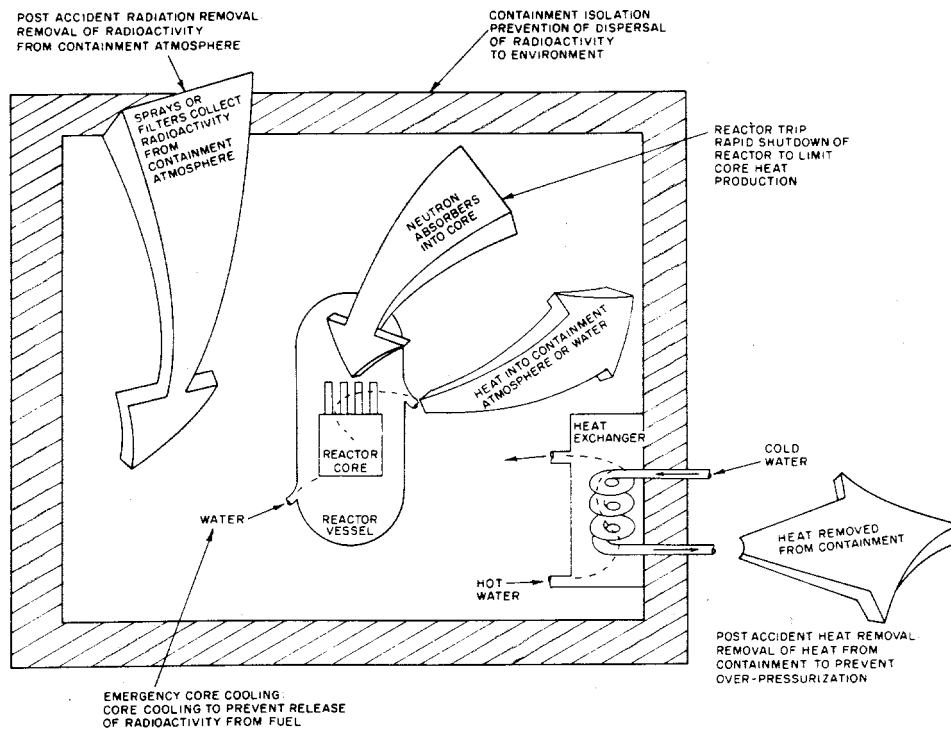 POST ACCIDENT RADIATION REMOVAL
REMOVAL OF RADIOACTIVITY
FROM CONTAINMENT ATMOSPHERE
CONTAINMENT ISOLATION
PREVENTION OF DISPERSAL
OF RADIOACTIVITY
TO ENVIRONMENT
SPRAYS OR
FILTERS COLLECT
RADIOACTIVITY
FROM
CONTAINMENT
ATMOSPHERE
REACTOR TRIP
RAPID SHUTDOWN OF
REACTOR TO LIMIT
CORE HEAT
PRODUCTION
NEUTRON
ABSORBERS
INTO CORE
HEAT INTO CONTAINMENT
ATMOSPHERE OR WATER
REACTOR
CORE
HEAT
EXCHANGER
COLD
WATER
WATER
REACTOR
VESSEL
HEAT REMOVED
FROM CONTAINMENT
HOT
WATER
POST ACCIDENT HEAT REMOVAL
REMOVAL OF HEAT FROM
CONTAINMENT TO PREVENT
OVER-PRESSURIZATION
EMERGENCY CORE COOLING:
CORE COOLING TO PREVENT RELEASE
OF RADIOACTIVITY FROM FUEL